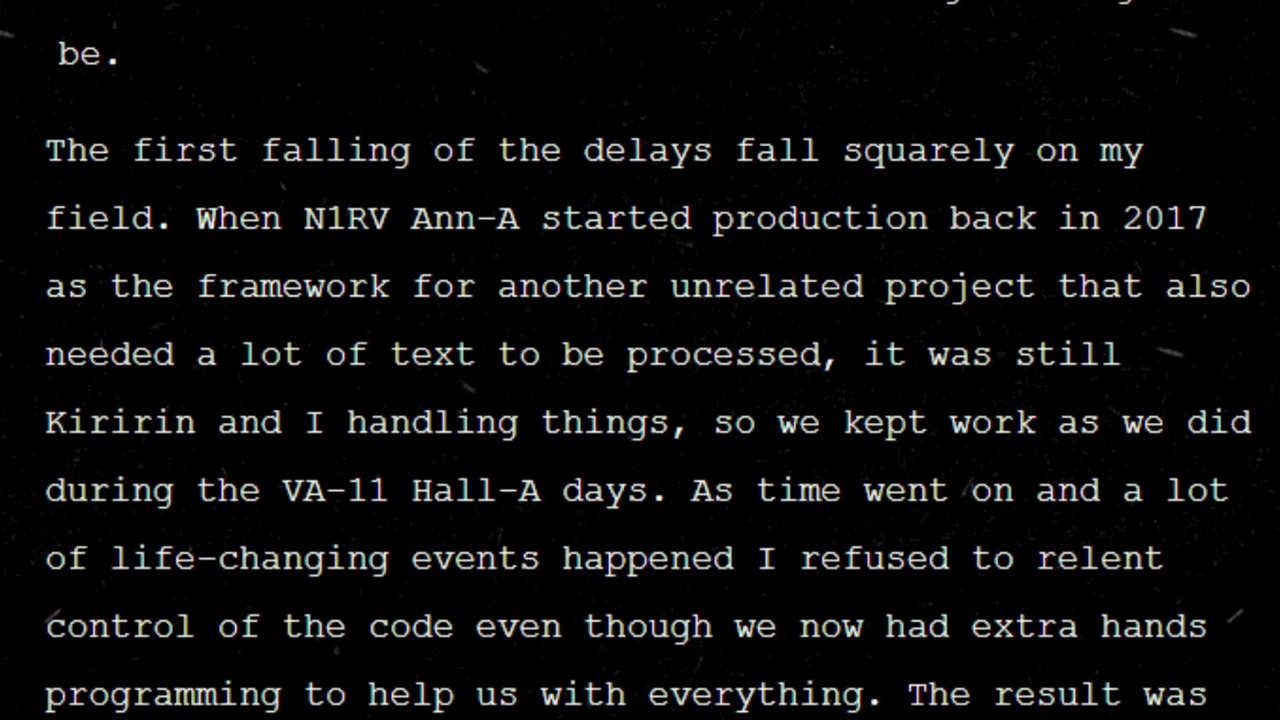 be.
The first falling of the delays fall squarely on my
field. When N1RV Ann-A started production back in 2017
as the framework for another unrelated project that also
needed a lot of text to be processed, it was still
Kiririn and I handling things, so we kept work as we did
during the VA-11 Hall-A days. As time went on and a lot
of life-changing events happened I refused to relent
control of the code even though we now had extra hands
programming to help us with everything. The result was